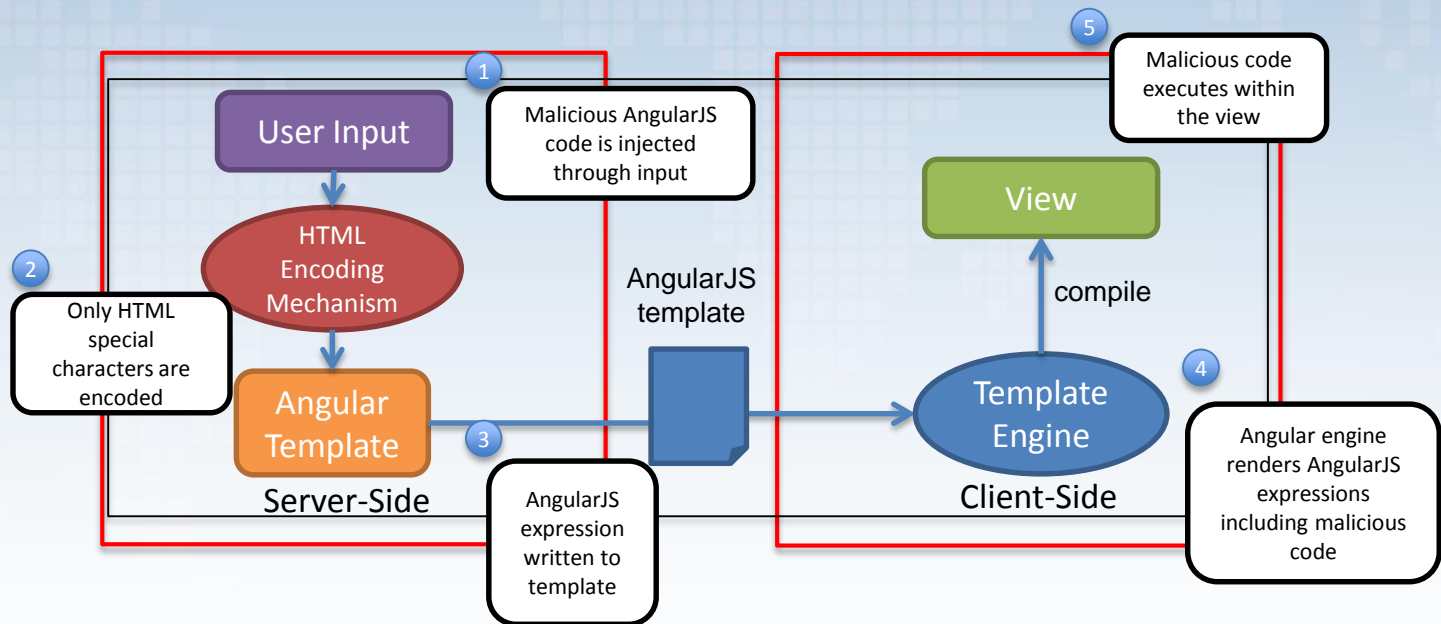 1
Malicious AngularJS
code is injected
through input
User Input
HTML
Encoding
Mechanism
2
Only HTML
special
characters are
encoded
Angular
Template
Server-Side
3
AngularJS
expression
written to
template
AngularJS
template
Template
Engine
Client-Side
4
Angular engine
renders AngularJS
expressions
including malicious
code
compile
View
5
Malicious code
executes within
the view